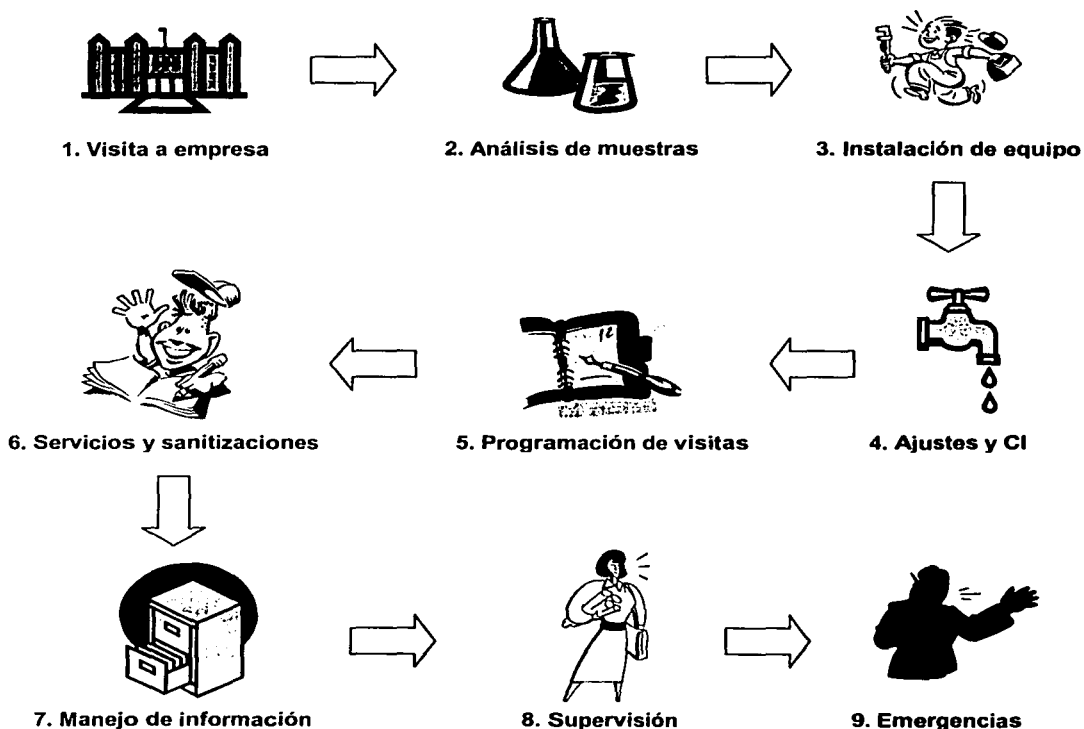 1. Visita a empresa
2. Análisis de muestras
3. Instalación de equipo
4. Ajustes y CI
5. Programación de visitas
6. Servicios y sanitizaciones
7. Manejo de información
8. Supervisión
9. Emergencias